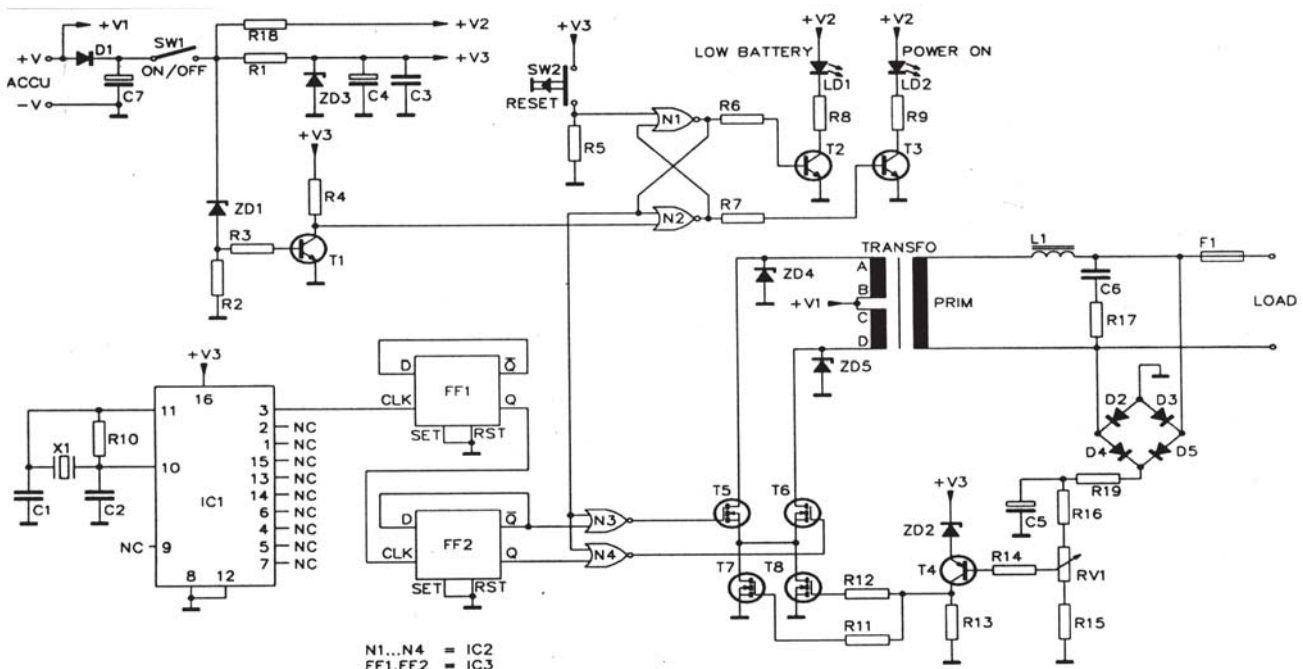 +V1
+V
ACCU
-V
D1
C7
SW1
ON/OFF
R18
R1
+V2
+V3
ZD3
C4
C3
+V3
R4
ZD1
R3
R2
T1
+V3
SW2
RESET
R5
N1
N2
R6
R7
+V2
LOW BATTERY
LD1
R8
T2
+V2
POWER ON
LD2
R9
T3
TRANSFO
A
B
C
D
+V1
PRIM
ZD4
ZD5
L1
C6
R17
F1
LOAD
D2
D3
D4
D5
R19
C5
R16
RV1
R15
+V3
ZD2
T4
R14
R13
R12
R11
T5
T6
T7
T8
N3
N4
+V3
16
11
10
9
NC
IC1
8
12
3
2 NC
1 NC
15 NC
13 NC
14 NC
6 NC
4 NC
5 NC
7 NC
X1
R10
C1
C2
D
Q
FF1
CLK
Q
SET
RST
D
Q
FF2
CLK
Q
SET
RST
N1...N4 = IC2
FF1,FF2 = IC3